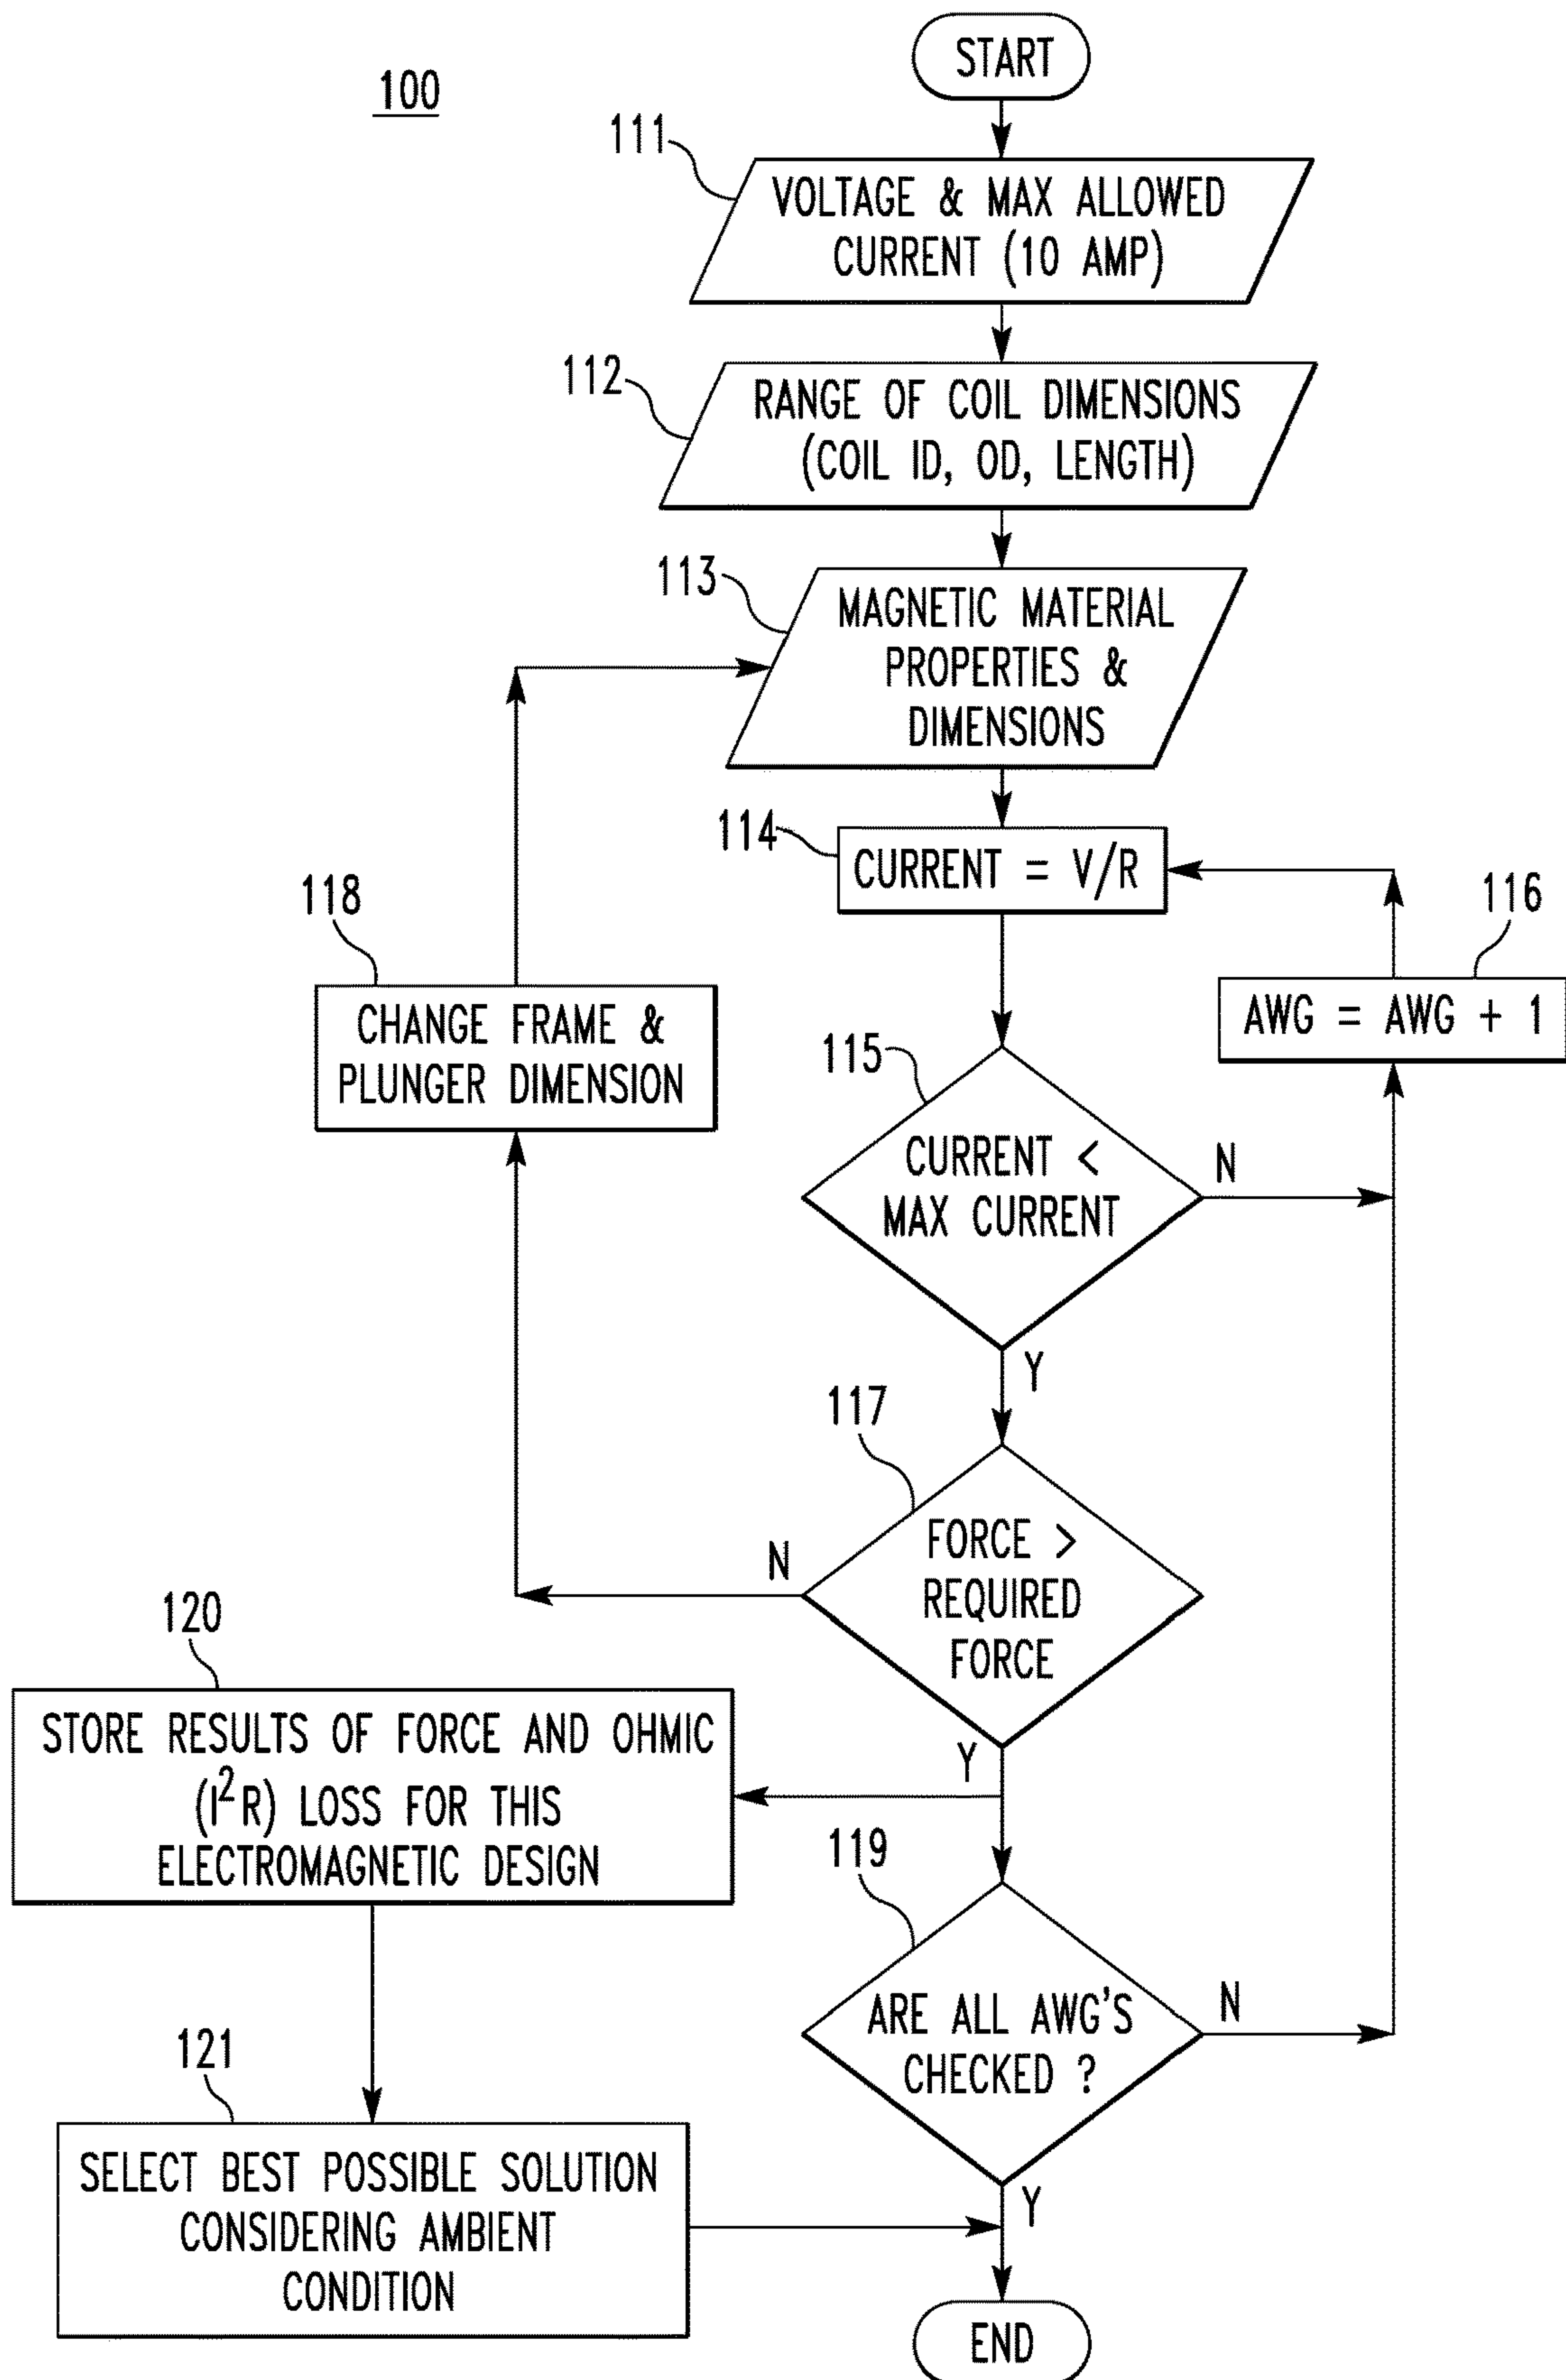 START
100
111
VOLTAGE & MAX ALLOWED
CURRENT (10 AMP)
112
RANGE OF COIL DIMENSIONS
(COIL ID, OD, LENGTH)
113
MAGNETIC MATERIAL
PROPERTIES &
DIMENSIONS
114
CURRENT = V/R
118
116
CHANGE FRAME &
PLUNGER DIMENSION
AWG = AWG + 1
115
CURRENT <
MAX CURRENT
N
Y
117
FORCE >
REQUIRED
FORCE
N
Y
120
STORE RESULTS OF FORCE AND OHMIC
(I²R) LOSS FOR THIS
ELECTROMAGNETIC DESIGN
119
ARE ALL AWG'S
CHECKED ?
N
Y
121
SELECT BEST POSSIBLE SOLUTION
CONSIDERING AMBIENT
CONDITION
END